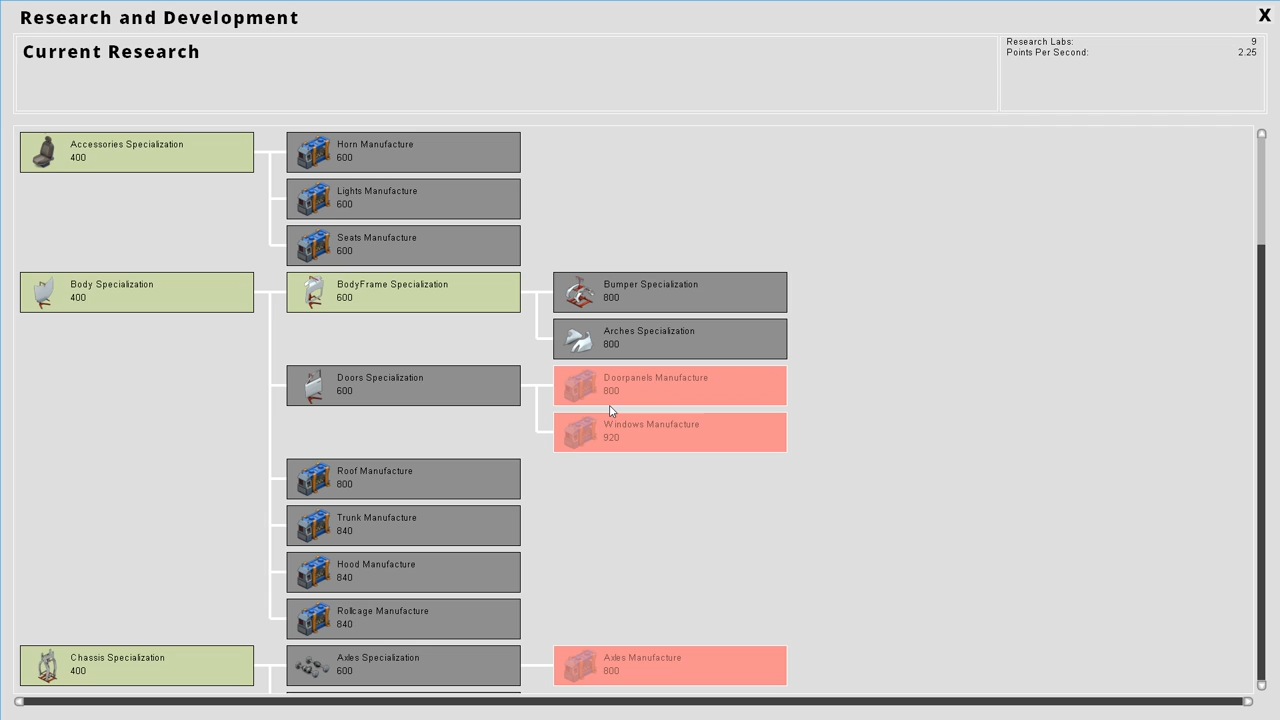 Research and Development
X
Current Research
Research Labs: 9
Points Per Second: 2.25
Accessories Specialization
400
Horn Manufacture
600
Lights Manufacture
600
Seats Manufacture
600
Body Specialization
400
BodyFrame Specialization
600
Bumper Specialization
800
Arches Specialization
800
Doors Specialization
600
Doorpanels Manufacture
800
Windows Manufacture
920
Roof Manufacture
800
Trunk Manufacture
840
Hood Manufacture
840
Rollcage Manufacture
840
Chassis Specialization
400
Axles Specialization
600
Axles Manufacture
800